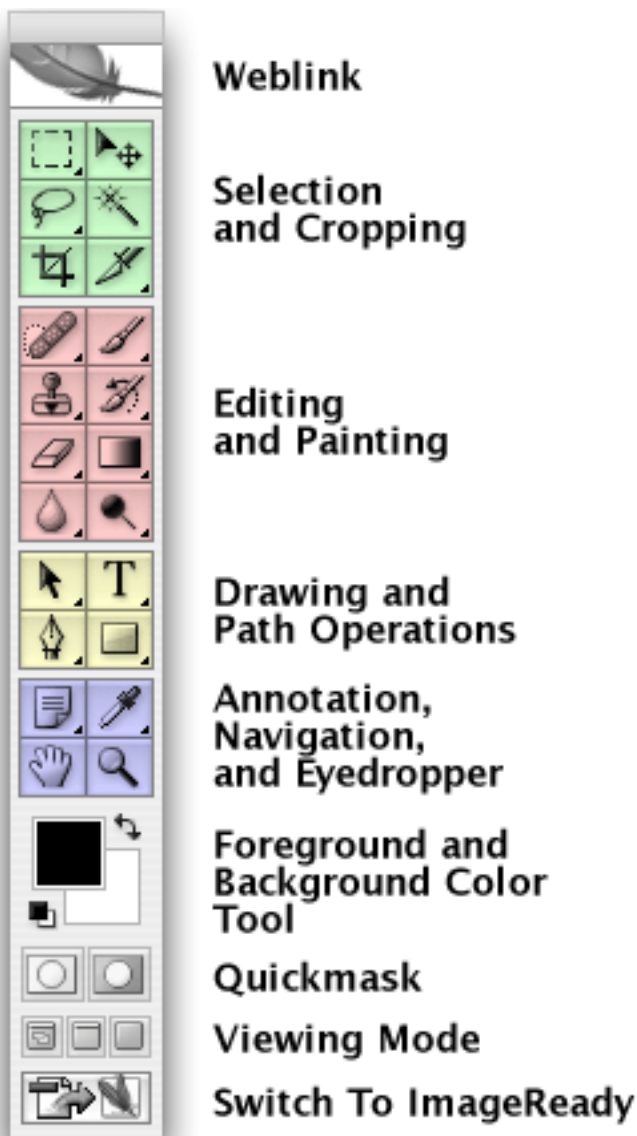 Weblink
Selection
and Cropping
Editing
and Painting
T
Drawing and
Path Operations
Annotation,
Navigation,
and Eyedropper
Foreground and
Background Color
Tool
Quickmask
Viewing Mode
Switch To ImageReady